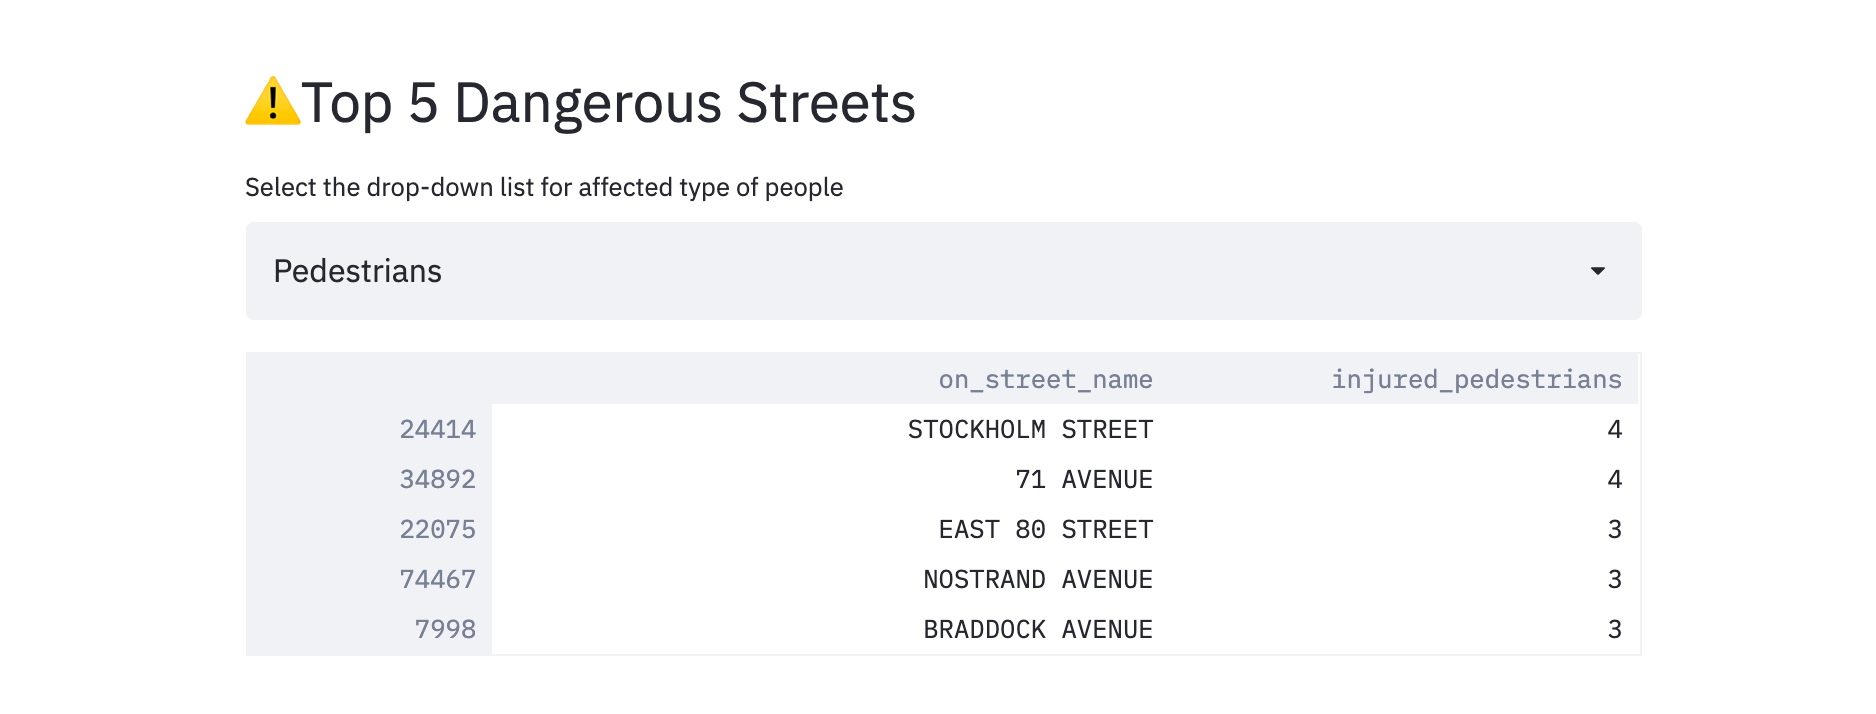 ⚠️Top 5 Dangerous Streets
Select the drop-down list for affected type of people
Pedestrians
on_street_name injured_pedestrians
24414 STOCKHOLM STREET 4
34892 71 AVENUE 4
22075 EAST 80 STREET 3
74467 NOSTRAND AVENUE 3
7998 BRADDOCK AVENUE 3